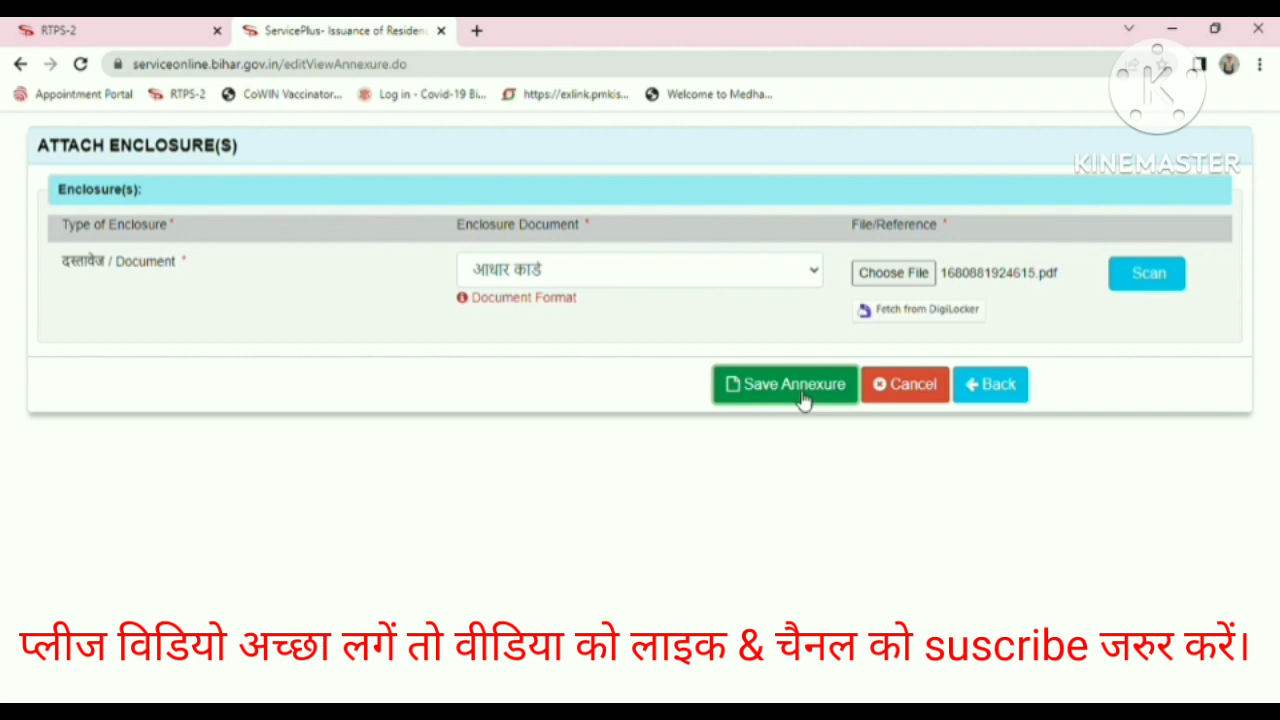 RTPS-2
ServicePlus- Issuance of Residen
serviceonline.bihar.gov.in/editViewAnnexure.do
Appointment Portal RTPS-2 CoWIN Vaccinator... Log in - Covid-19 Bi... https://exlink.pmkis... Welcome to Medha...
KINEMASTER
ATTACH ENCLOSURE(S)
Enclosure(s):
Type of Enclosure * Enclosure Document * File/Reference *
दस्तावेज / Document * आधार कार्ड Choose File 1680881924615.pdf Scan
Document Format
Fetch from DigiLocker
Save Annexure Cancel Back
प्लीज विडियो अच्छा लगें तो वीडिया को लाइक & चैनल को suscribe जरुर करें।